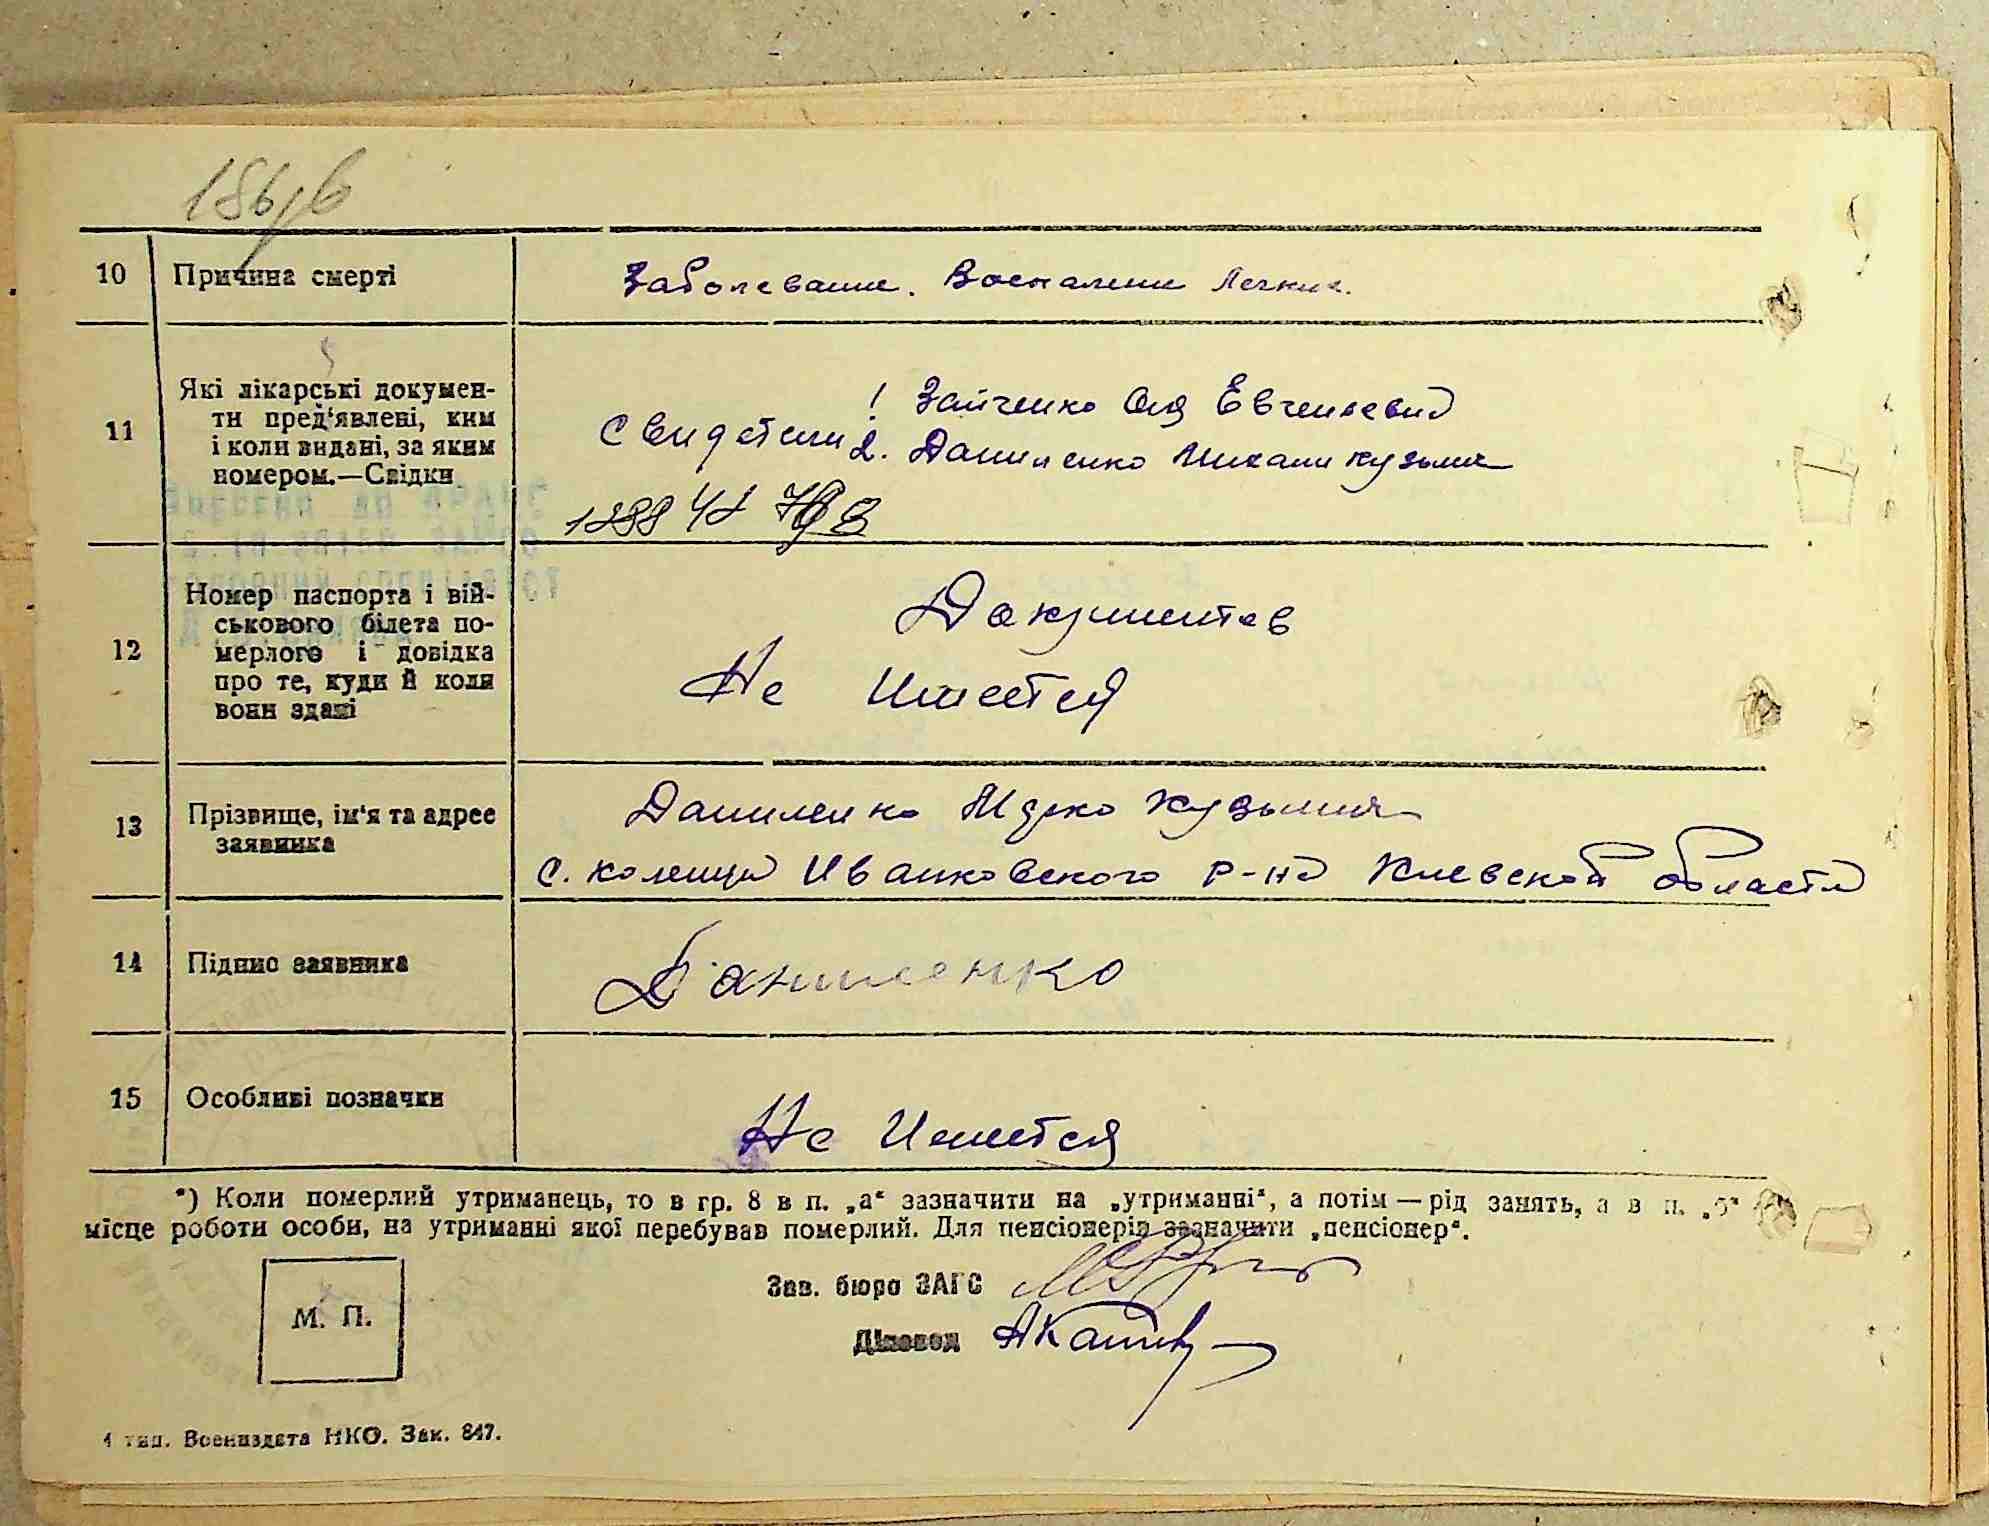 10 Причина смерті Заболевание. Воспаление Легких.
11 Які лікарські документи пред'явлені, ким і коли видані, за яким номером.—Свідки
Свидетели 1. Зайченко Оля Евгеньевна
2. Даниленко Михаил Кузьмич
12 Номер паспорта і військового білета померлого і довідка про те, куди й коли вони здані
Документов
Не Имеется
13 Прізвище, ім'я та адрес заявника
Даниленко Кузьмич
с. Коленцы Иванковского р-на Киевской области
14 Підпис заявника Даниленко
15 Особливі позначки Не Имеется
*) Коли померлий утриманець, то в гр. 8 в п. „а“ зазначити на „утриманні“, а потім — рід занять, а в п. „б“
місце роботи особи, на утриманні якої перебував померлий. Для пенсіонерів зазначити „пенсіонер“.
Зав. бюро ЗАГС
М. П.
Діловод
4 тип. Воениздата НКО. Зак. 847.